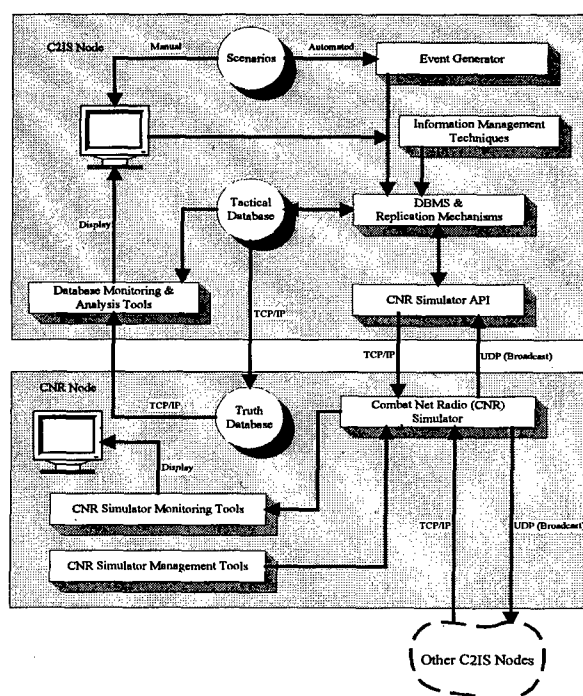 C2IS Node
Manual
Scenarios
Automated
Event Generator
Information Management
Techniques
Tactical
Database
DBMS &
Replication Mechanisms
Display
Database Monitoring &
Analysis Tools
CNR Simulator API
TCP/IP
TCP/IP
UDP (Broadcast)
CNR Node
TCP/IP
Truth
Database
Combat Net Radio (CNR)
Simulator
Display
CNR Simulator Monitoring Tools
TCP/IP
UDP (Broadcast)
CNR Simulator Management Tools
Other C2IS Nodes